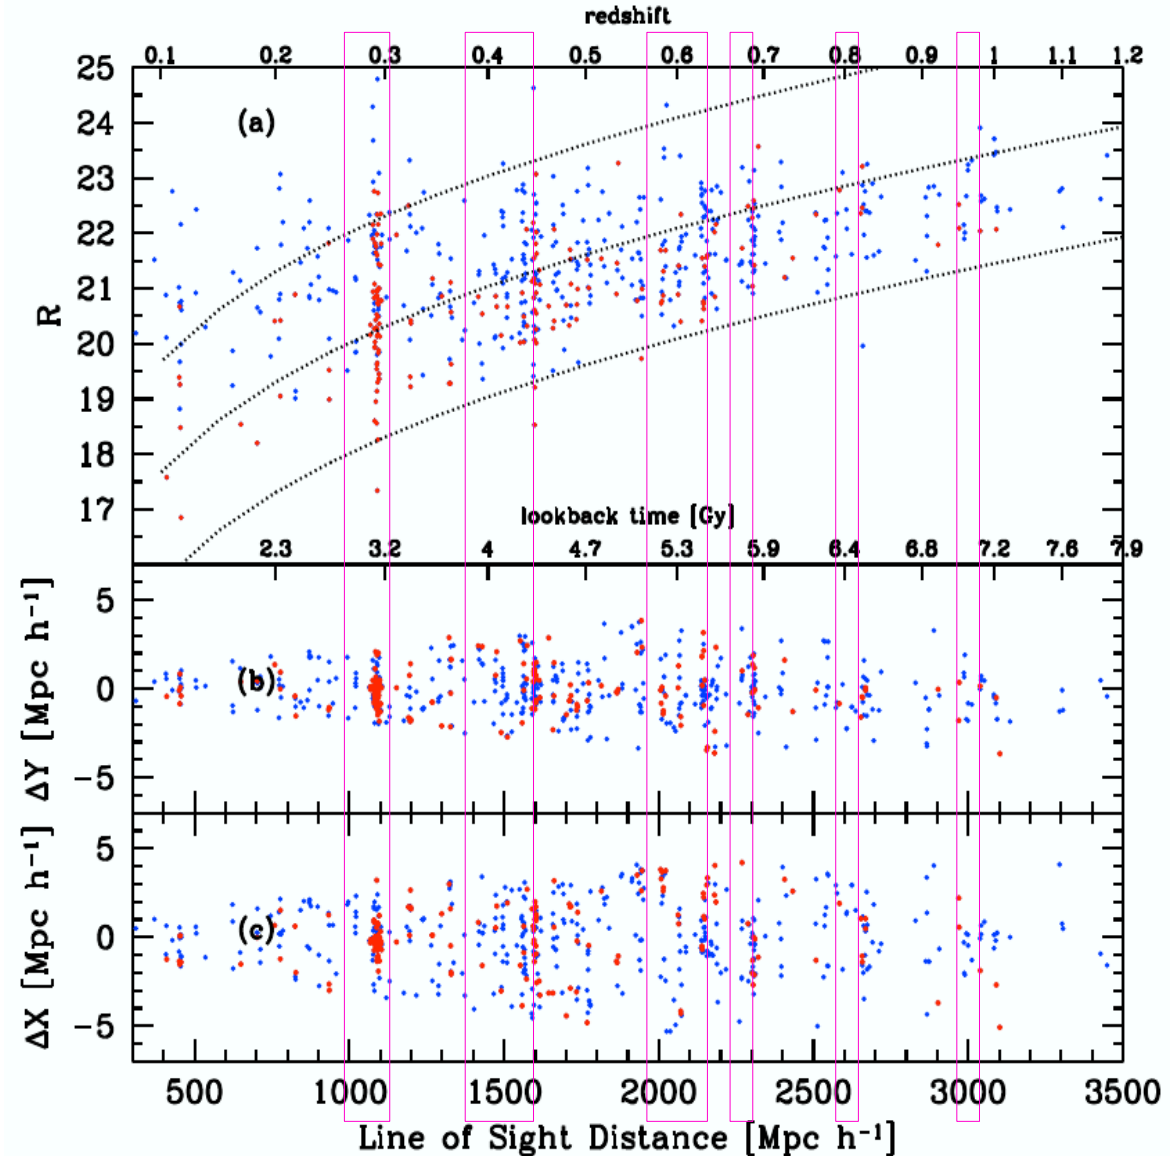 redshift
0.1 0.2 0.3 0.4 0.5 0.6 0.7 0.8 0.9 1 1.1 1.2
25
(a)
24
23
22
21
R
20
19
18
17
lookback time [Gy]
2.3 3.2 4 4.7 5.3 5.9 6.4 6.8 7.2 7.6 7.9
5
0
-5
ΔY [Mpc h⁻¹]
(b)
5
0
-5
ΔX [Mpc h⁻¹]
(c)
500 1000 1500 2000 2500 3000 3500
Line of Sight Distance [Mpc h⁻¹]